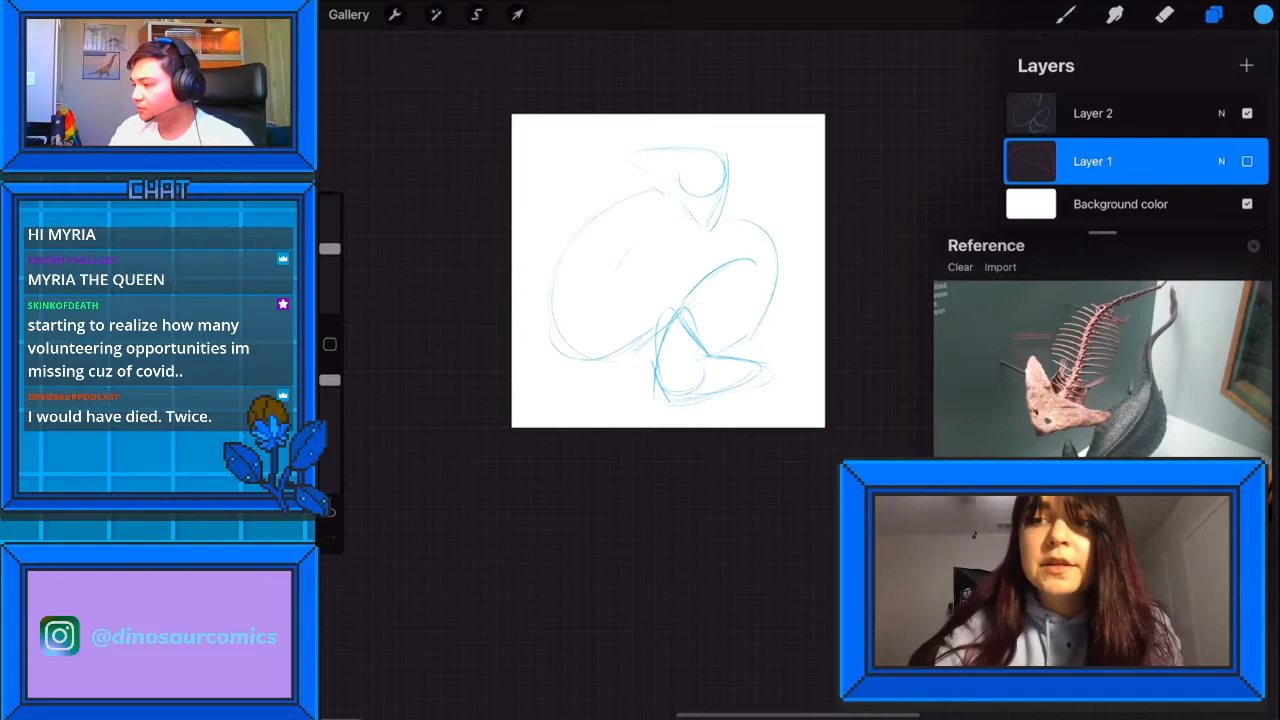 Gallery
Layers
Layer 2
N
Layer 1
N
Background color
Reference
Clear Import
CHAT
HI MYRIA
MYRIA THE QUEEN
SKINKOFDEATH
starting to realize how many
volunteering opportunities im
missing cuz of covid..
DINOSAURPODCAST
I would have died. Twice.
@dinosaurcomics